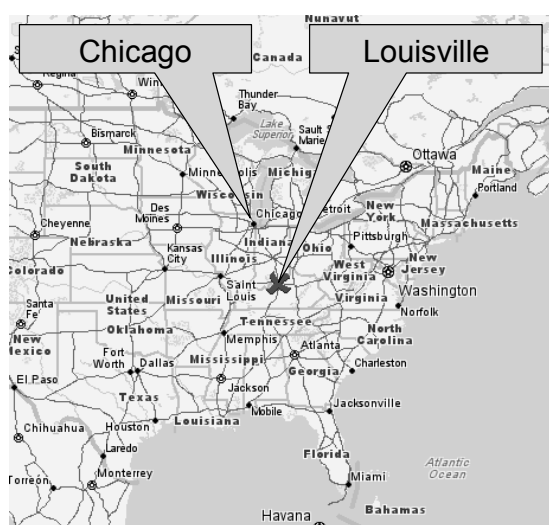 Nunavut
Chicago
Louisville
Canada
Regina
Win
Thunder
Bay
Lake
Superior
Sault S
Marie
Ottawa
Bismarck
Minnesota
South
Dakota
Minne
polis
Michig
Maine
Portland
Wisconsin
Des
Moines
Chicago
Detroit
New
York
Massachusetts
Cheyenne
Nebraska
Indiana
Ohio
Pittsburgh
Colorado
Kansas
City
Illinois
West
Virginia
New
Jersey
Washington
Santa
Fe
United
States
Missouri
Saint
Louis
Virginia
Norfolk
Oklahoma
Tennessee
Memphis
North
Carolina
New
Mexico
Fort
Worth
Dallas
Mississippi
Atlanta
Georgia
Charleston
El Paso
Texas
Jackson
Jacksonville
Mobile
Houston
Louisiana
Chihuahua
Laredo
Florida
Torreón
Monterrey
Miami
Atlantic
Ocean
Havana
Bahamas